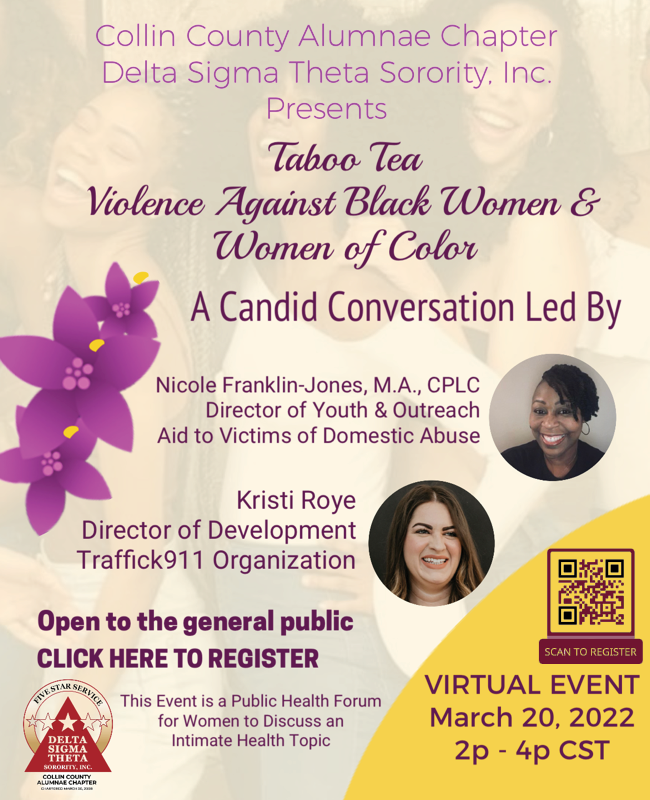 Collin County Alumnae Chapter
Delta Sigma Theta Sorority, Inc.
Presents
Taboo Tea
Violence Against Black Women &
Women of Color
A Candid Conversation Led By
Nicole Franklin-Jones, M.A., CPLC
Director of Youth & Outreach
Aid to Victims of Domestic Abuse
Kristi Roye
Director of Development
Traffick911 Organization
Open to the general public
CLICK HERE TO REGISTER
SCAN TO REGISTER
VIRTUAL EVENT
March 20, 2022
2p - 4p CST
This Event is a Public Health Forum
for Women to Discuss an
Intimate Health Topic
FIVE STAR SERVICE
DELTA
SIGMA
THETA
SORORITY, INC.
COLLIN COUNTY
ALUMNAE CHAPTER